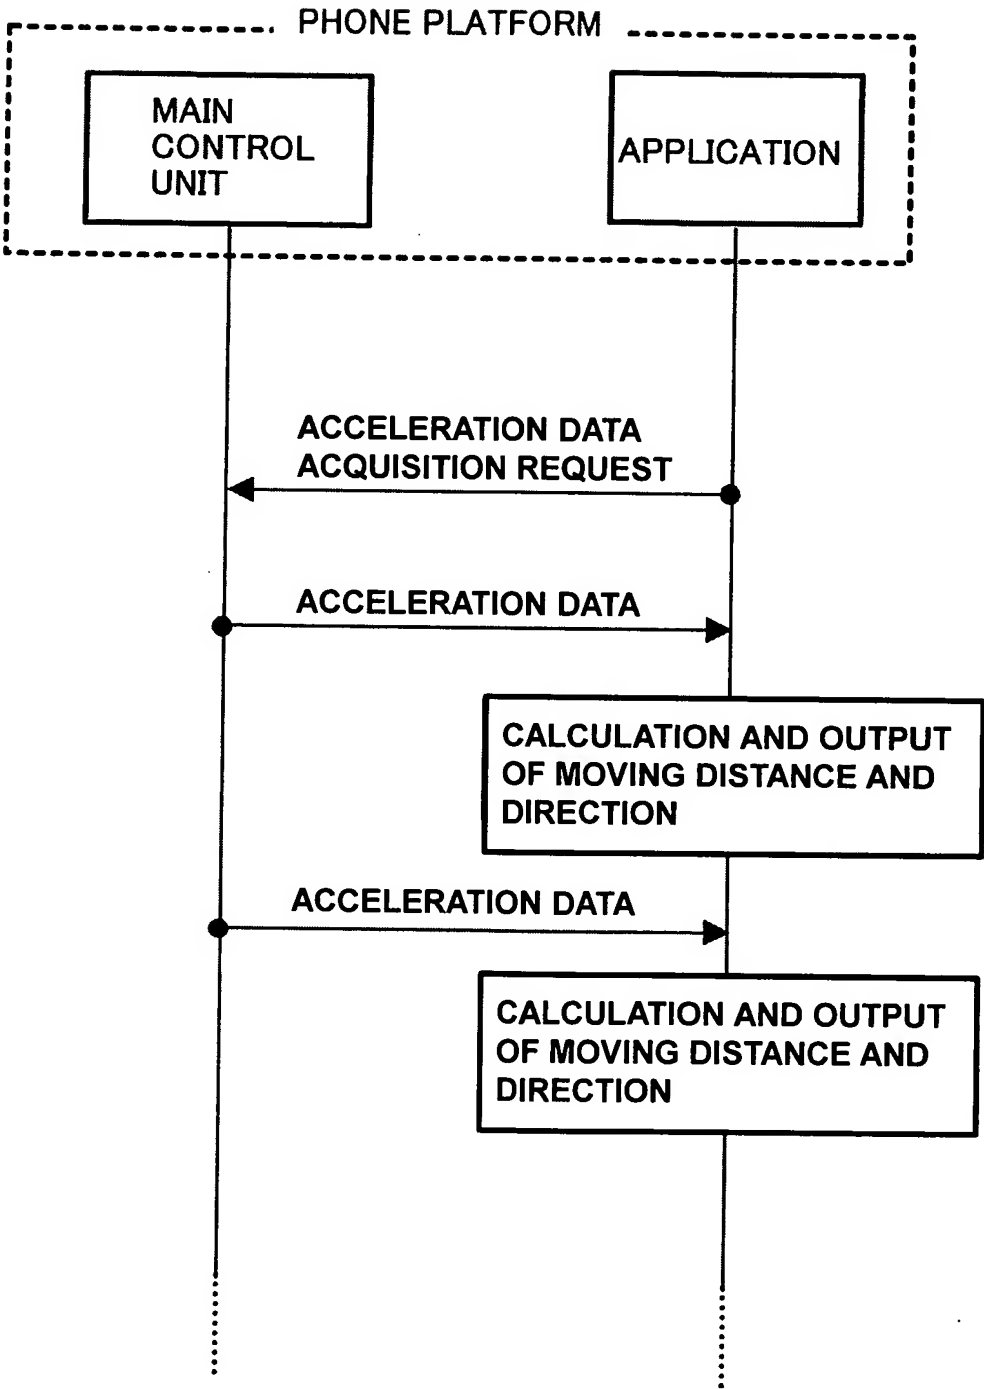 PHONE PLATFORM
MAIN
CONTROL
UNIT
APPLICATION
ACCELERATION DATA
ACQUISITION REQUEST
ACCELERATION DATA
CALCULATION AND OUTPUT
OF MOVING DISTANCE AND
DIRECTION
ACCELERATION DATA
CALCULATION AND OUTPUT
OF MOVING DISTANCE AND
DIRECTION